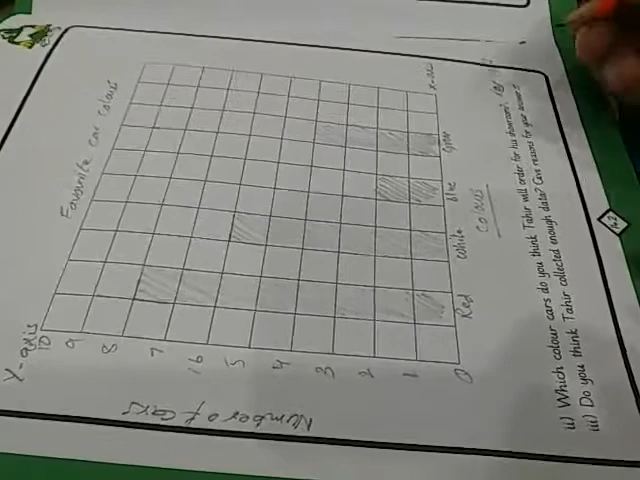 Favourite car colours
Y-axis
10
9
8
7
6
5
4
3
2
1
0
Number of cars
Red
White
Blue
Green
x-axis
Colours
ii) Which colour cars do you think Tahir will order for his showroom?
iii) Do you think Tahir collected enough data? Give reasons for your answer.